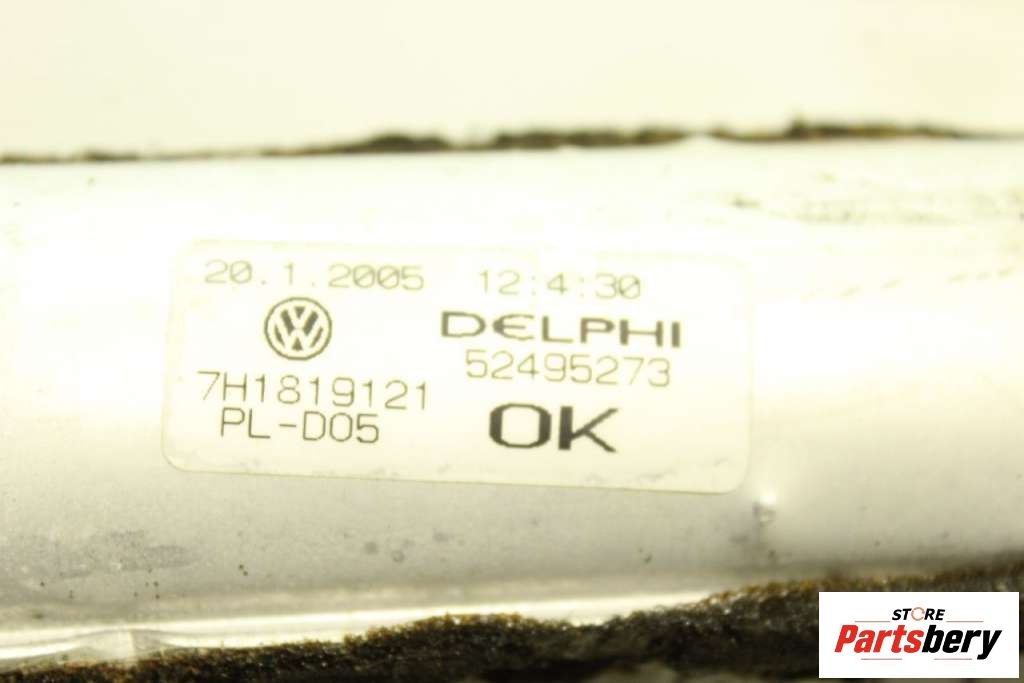 20.1.2005 12:4:30
DELPHI
52495273
7H1819121
PL-D05
OK
STORE
Partsbery